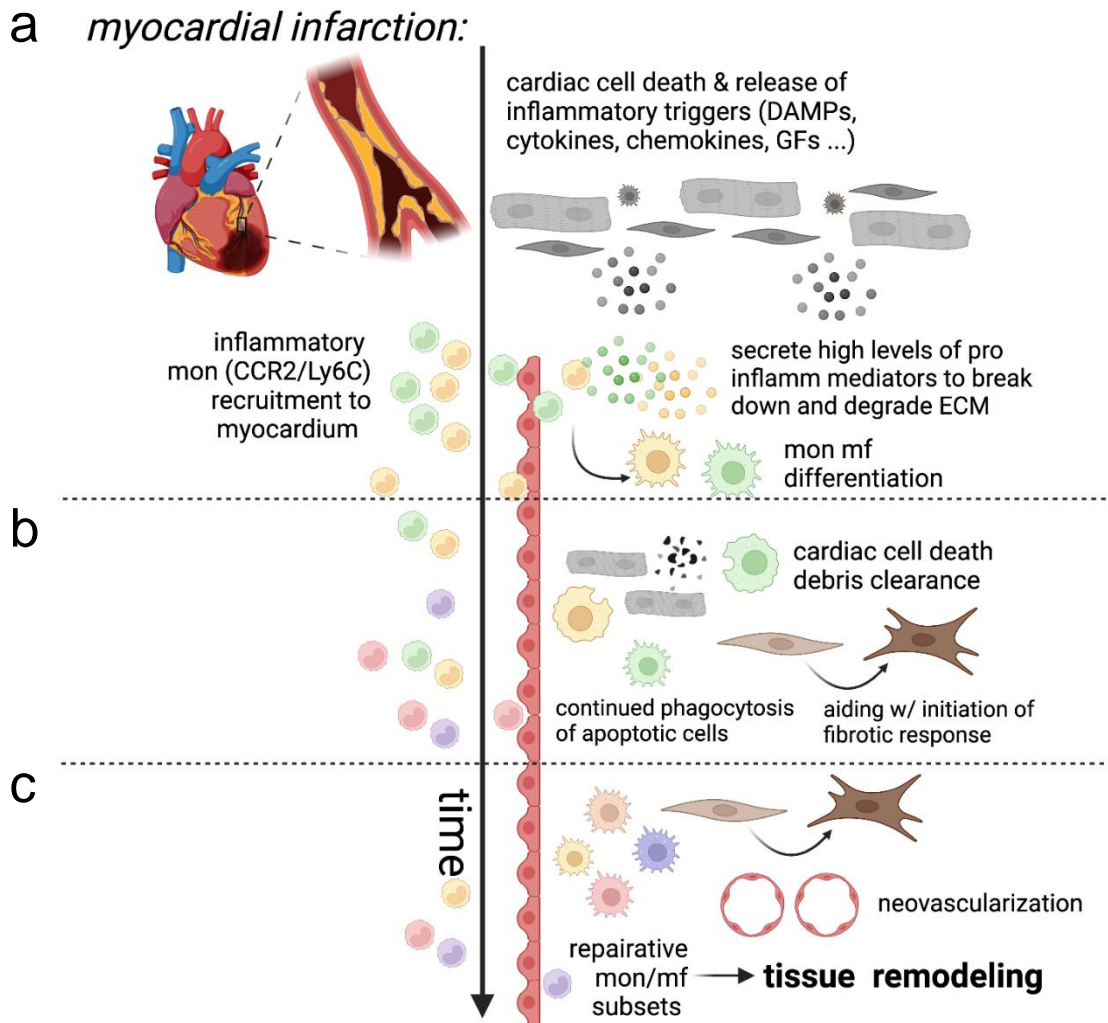 a
myocardial infarction:
cardiac cell death & release of
inflammatory triggers (DAMPs,
cytokines, chemokines, GFs ...)
inflammatory
mon (CCR2/Ly6C)
recruitment to
myocardium
secrete high levels of pro
inflamm mediators to break
down and degrade ECM
mon mf
differentiation
b
cardiac cell death
debris clearance
continued phagocytosis
of apoptotic cells
aiding w/ initiation of
fibrotic response
c
time
neovascularization
repairative
mon/mf
subsets
tissue remodeling